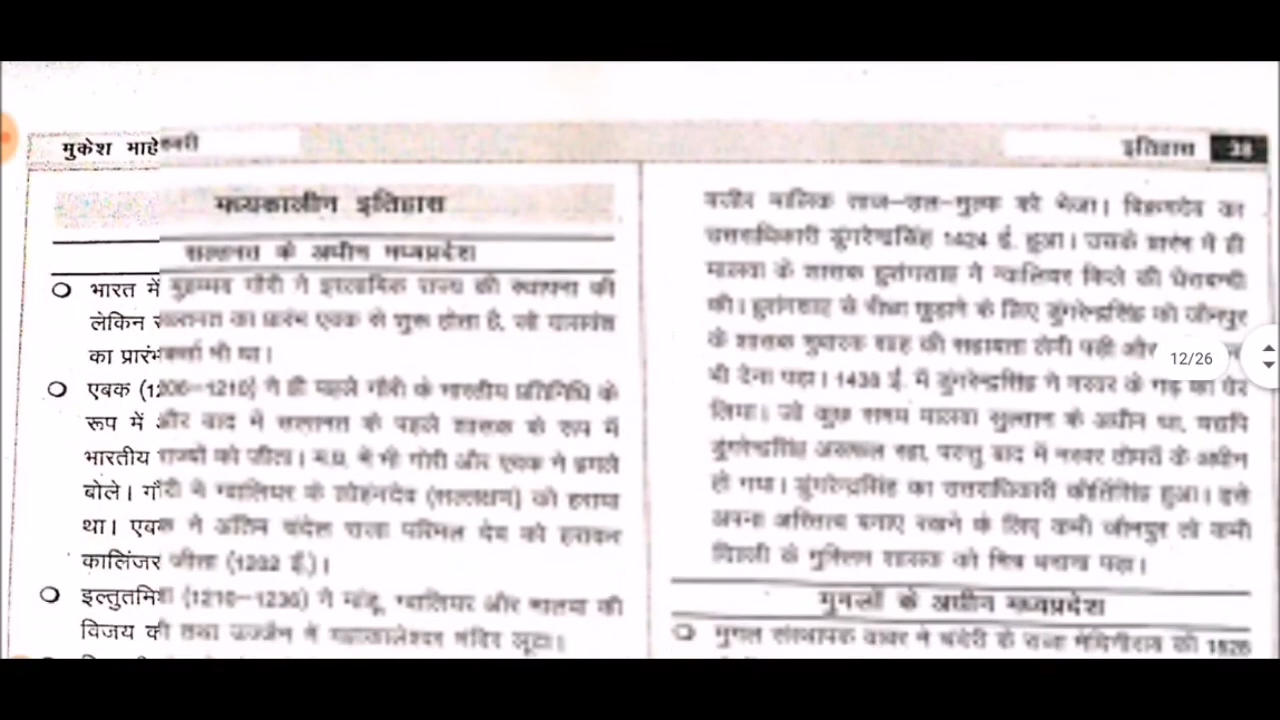 मुकेश माहेश्वरी
इतिहास
मध्यकालीन इतिहास
सल्तनत के अधीन मध्यप्रदेश
भारत में मुहम्मद गौरी ने इस्लामिक राज्य की स्थापना की
लेकिन सल्तनत का प्रारंभ एबक से शुरू होता है, जो दासवंश
का प्रारंभकर्ता भी था।
एबक (1206–1210) ने ही पहले गौरी के भारतीय प्रतिनिधि के
रूप में और बाद में सल्तनत के पहले शासक के रूप में
भारतीय राज्यों को जीता। म.प्र. में भी गोरी और एबक ने हमले
बोले। गौरी ने ग्वालियर के लोहनदेव (सल्लक्षण) को हराया
था। एबक ने अंतिम चंदेल राजा परिमल देव को हराकर
कालिंजर जीता (1202 ई.)।
इल्तुतमिश (1210–1236) ने मांडू, ग्वालियर और मालवा की
विजय की तथा उज्जैन में महाकालेश्वर मंदिर लूटा।
वजीर मालिक ताज-उल-मुल्क को भेजा। विक्रमदेव का
उत्तराधिकारी डुंगरेन्द्रसिंह 1424 ई. हुआ। उसके प्रारंभ में ही
मालवा के शासक हुशंगशाह ने ग्वालियर किले की घेराबन्दी
की। हुशंगशाह से पीछा छुड़ाने के लिए डुंगरेन्द्रसिंह को जौनपुर
के शासक मुबारक शाह की सहायता लेनी पड़ी और
भी देना पड़ा। 1438 ई. में डुंगरेन्द्रसिंह ने नरवर के गढ़ को घेर
लिया। जो कुछ समय मालवा सुल्तान के अधीन था, यद्यपि
डुंगरेन्द्रसिंह असफल रहा, परन्तु बाद में नरवर तोमरों के अधीन
हो गया। डुंगरेन्द्रसिंह का उत्तराधिकारी कीर्तिसिंह हुआ। इसे
अपना अस्तित्व बनाए रखने के लिए कभी जौनपुर तो कभी
दिल्ली के मुस्लिम शासक को मित्र बनाना पड़ा।
मुगलों के अधीन मध्यप्रदेश
मुगल संस्थापक बाबर ने चंदेरी के राजा मेदिनीराय को 1528
12/26